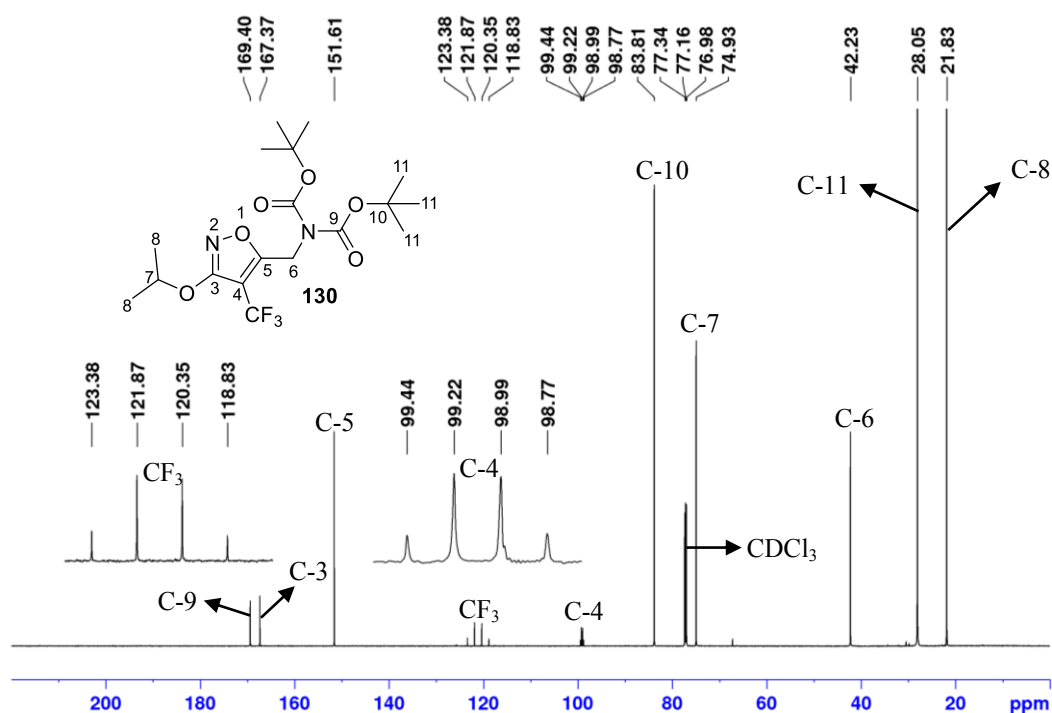 169.40
167.37
151.61
123.38
121.87
120.35
118.83
99.44
99.22
98.99
98.77
83.81
77.34
77.16
76.98
74.93
42.23
28.05
21.83
O
O
O
O
N
N
O
O
CF3
1
2
3
4
5
6
7
8
8
9
10
11
11
11
130
123.38
121.87
120.35
118.83
CF3
99.44
99.22
98.99
98.77
C-4
C-9
C-3
C-5
CF3
C-4
C-10
C-7
CDCl3
C-6
C-11
C-8
200 180 160 140 120 100 80 60 40 20 ppm